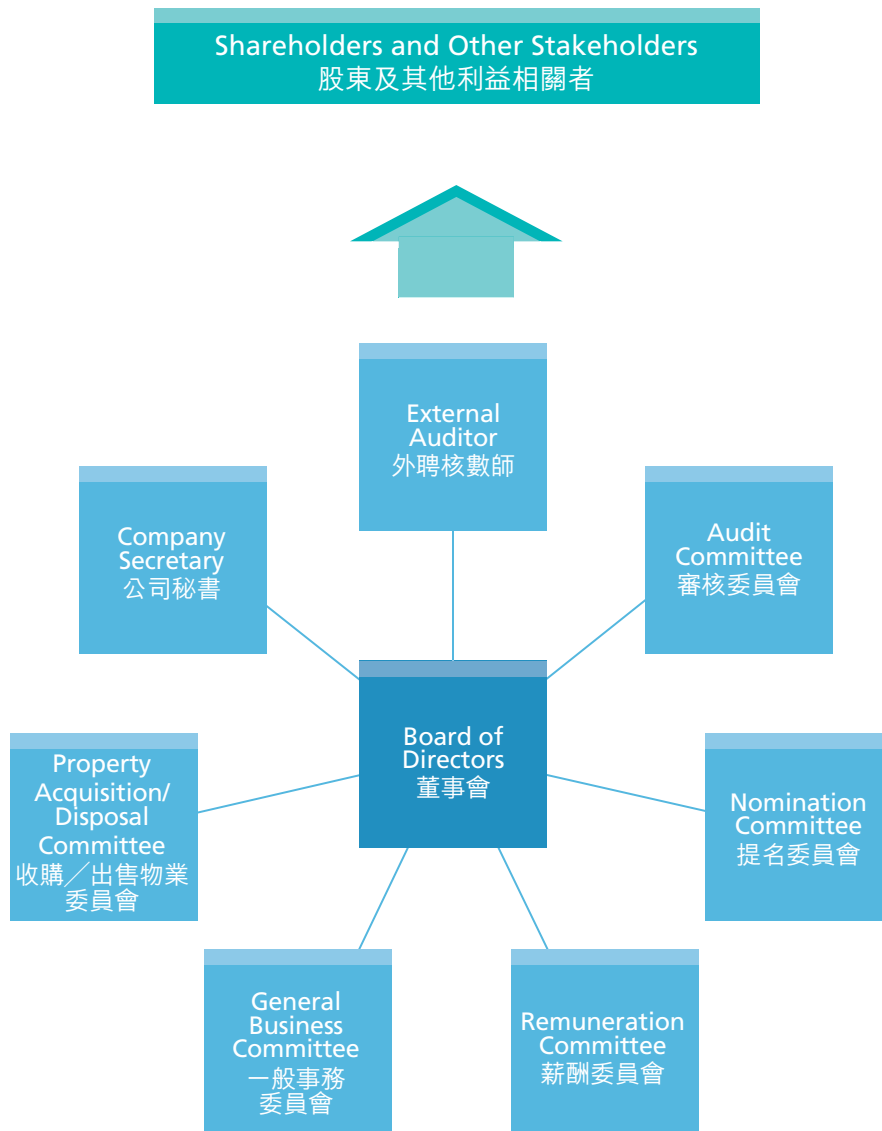 Shareholders and Other Stakeholders
股東及其他利益相關者
External
Auditor
外聘核數師
Company
Secretary
公司秘書
Audit
Committee
審核委員會
Board of
Directors
董事會
Property
Acquisition/
Disposal
Committee
收購／出售物業
委員會
Nomination
Committee
提名委員會
General
Business
Committee
一般事務
委員會
Remuneration
Committee
薪酬委員會